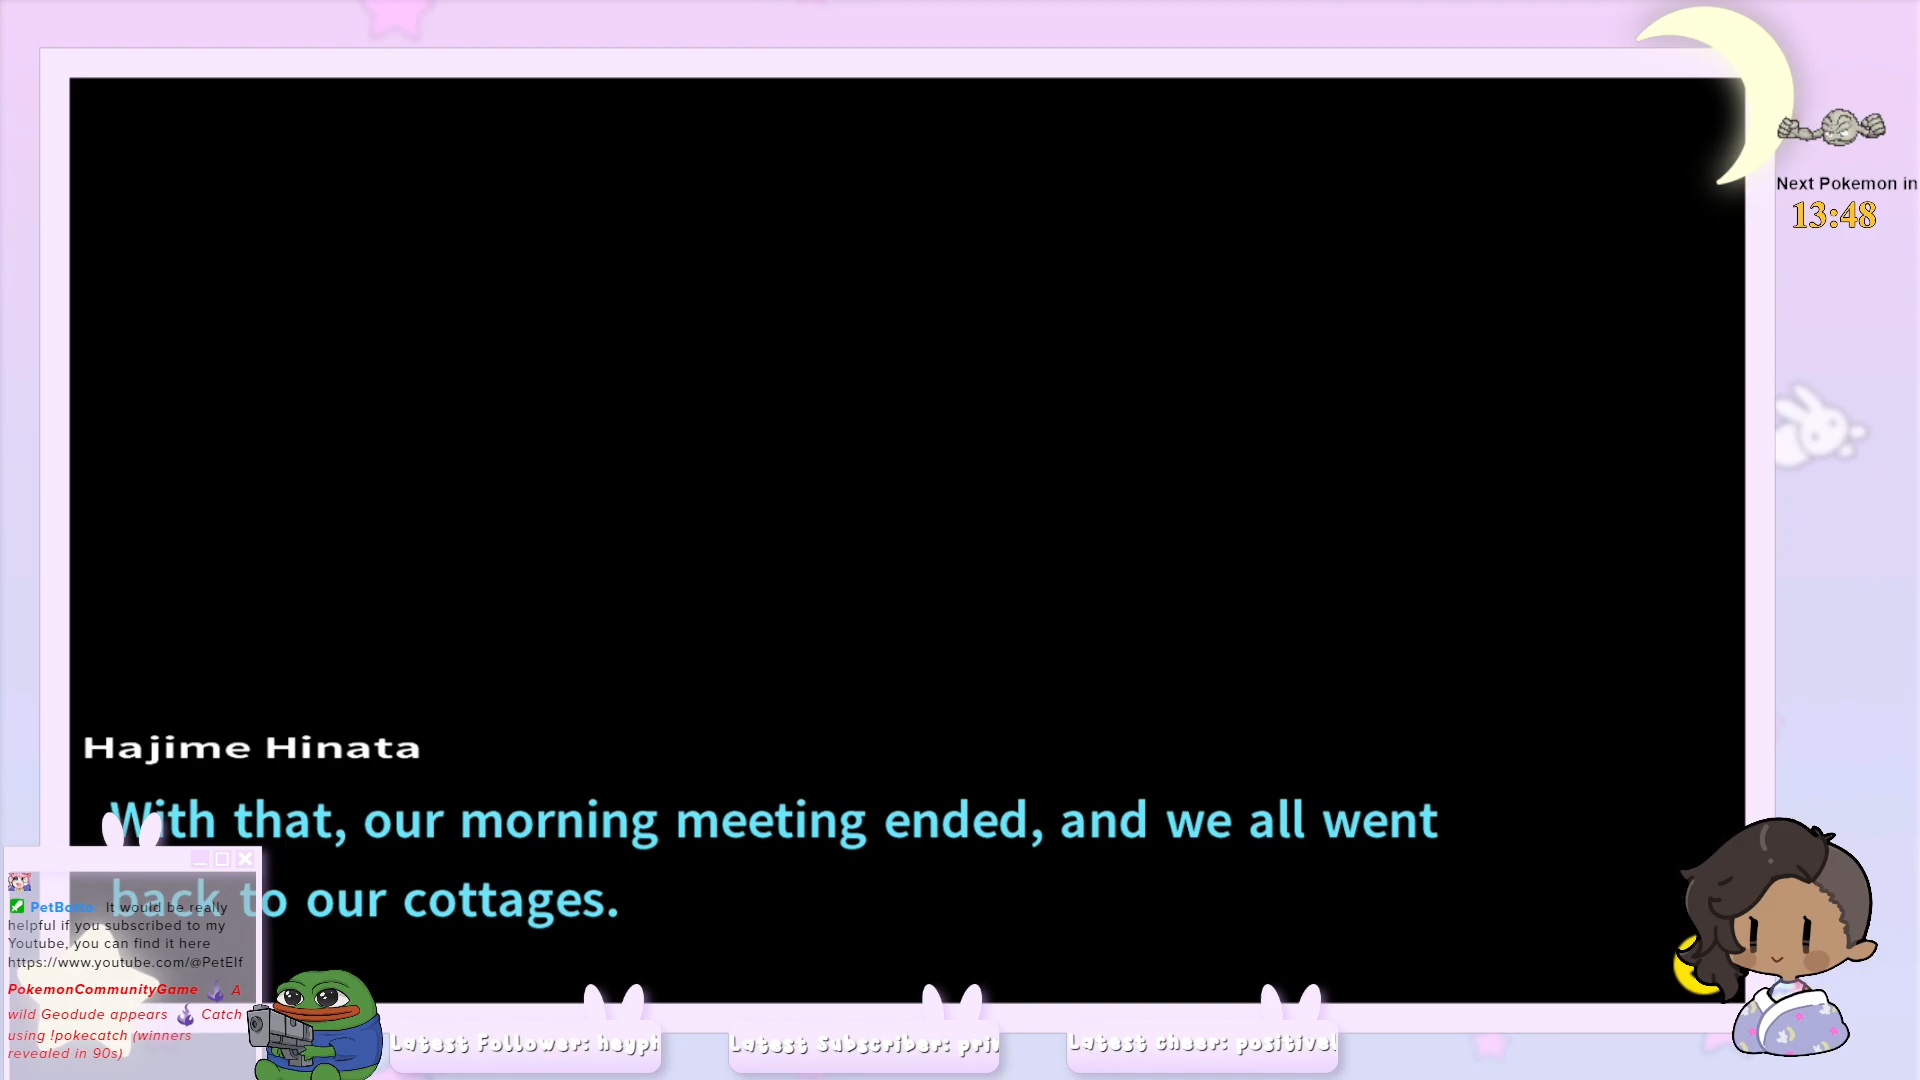 Next Pokemon in
13:48
Hajime Hinata
With that, our morning meeting ended, and we all went
back to our cottages.
It would be really
helpful if you subscribed to my
Youtube, you can find it here
https://www.youtube.com/@PetElf
PokemonCommunityGame A
wild Geodude appears Catch
using !pokecatch (winners
revealed in 90s)
Latest Follower: heyph
Latest Subscriber: pri
Latest cheer: positivel